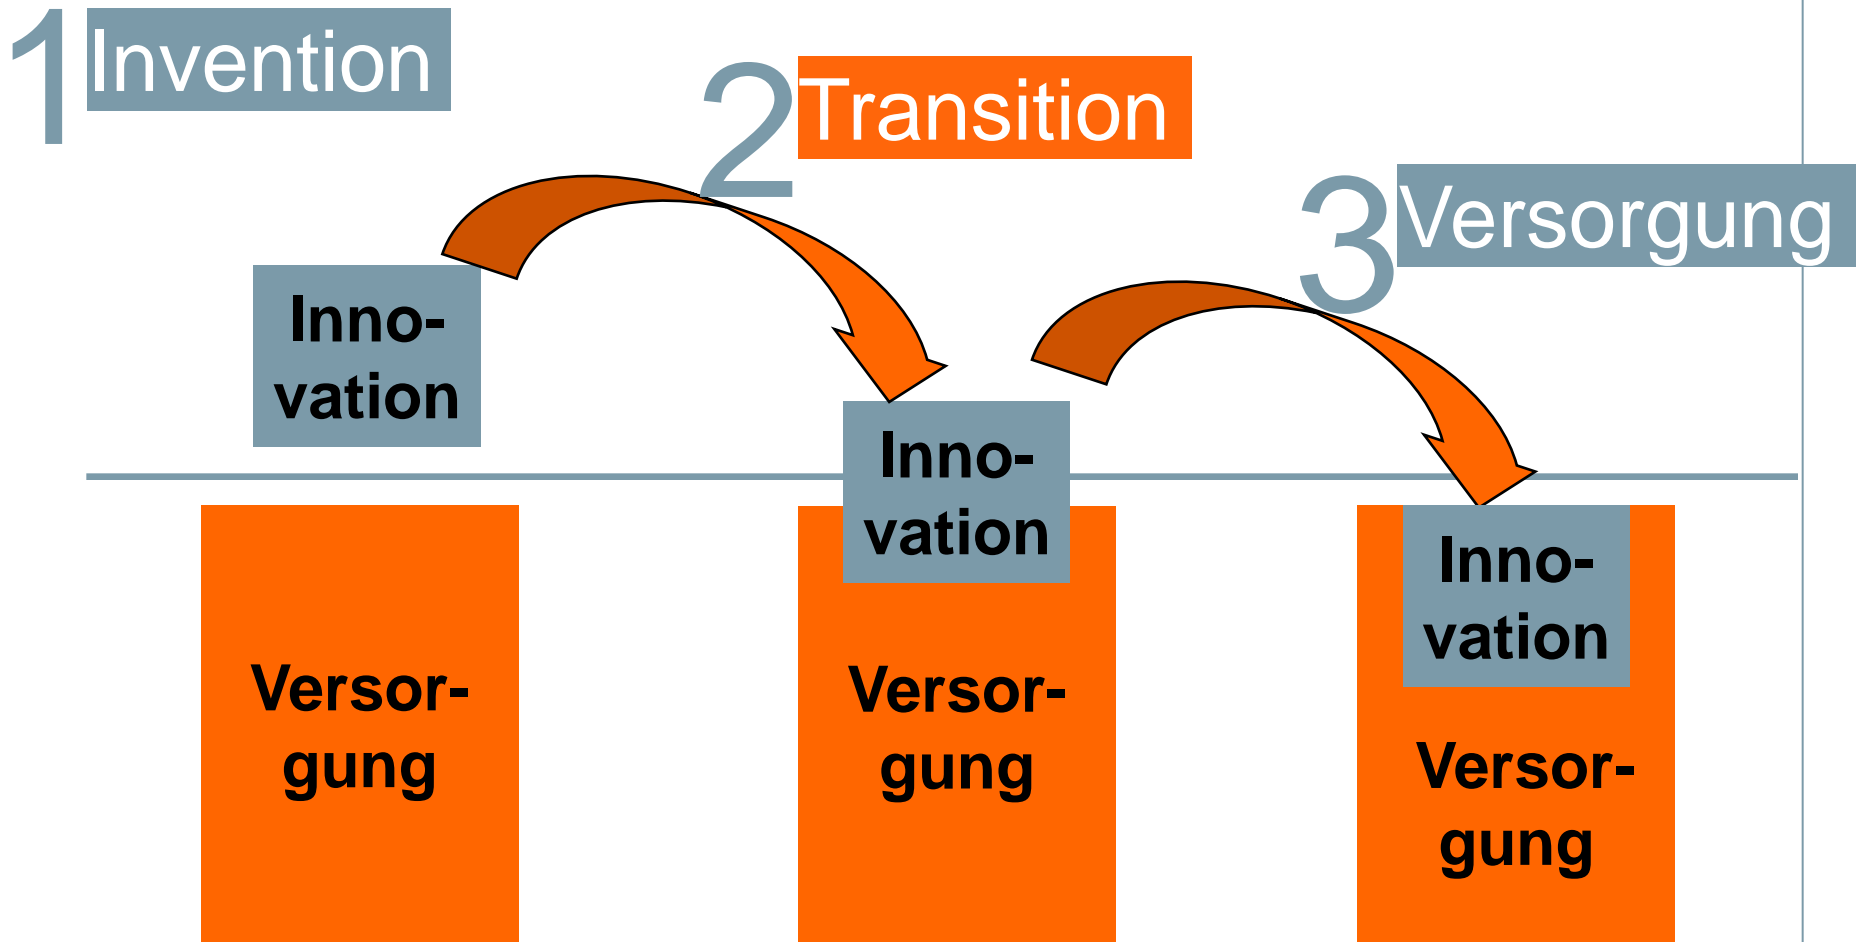 1 Invention
2 Transition
3 Versorgung
Inno-
vation
Inno-
vation
Inno-
vation
Versor-
gung
Versor-
gung
Versor-
gung